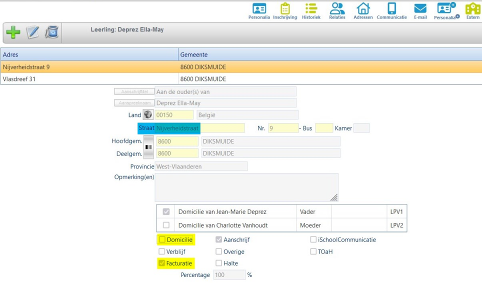 Personalia Inschrijving Historiek Relaties Adressen Communicatie E-mail Personalia Extern
Leerling: Deprez Ella-May
Adres Gemeente
Nijverheidstraat 9 8600 DIKSMUIDE
Vlasdreef 31 8600 DIKSMUIDE
Aan de ouder(s) van
Deprez Ella-May
Land 00150 België
Straat Nijverheidstraat Nr. 9 - Bus Kamer
Hoofdgem. 8600 DIKSMUIDE
Deelgem. 8600 DIKSMUIDE
Provincie West-Vlaanderen
Opmerking(en)
Domicilie van Jean-Marie Deprez Vader LPV1
Domicilie van Charlotte Vanhoudt Moeder LPV2
Domicilie Aanschrijf iSchoolCommunicatie
Verblijf Overige TOaH
Facturatie Halte
Percentage 100 %